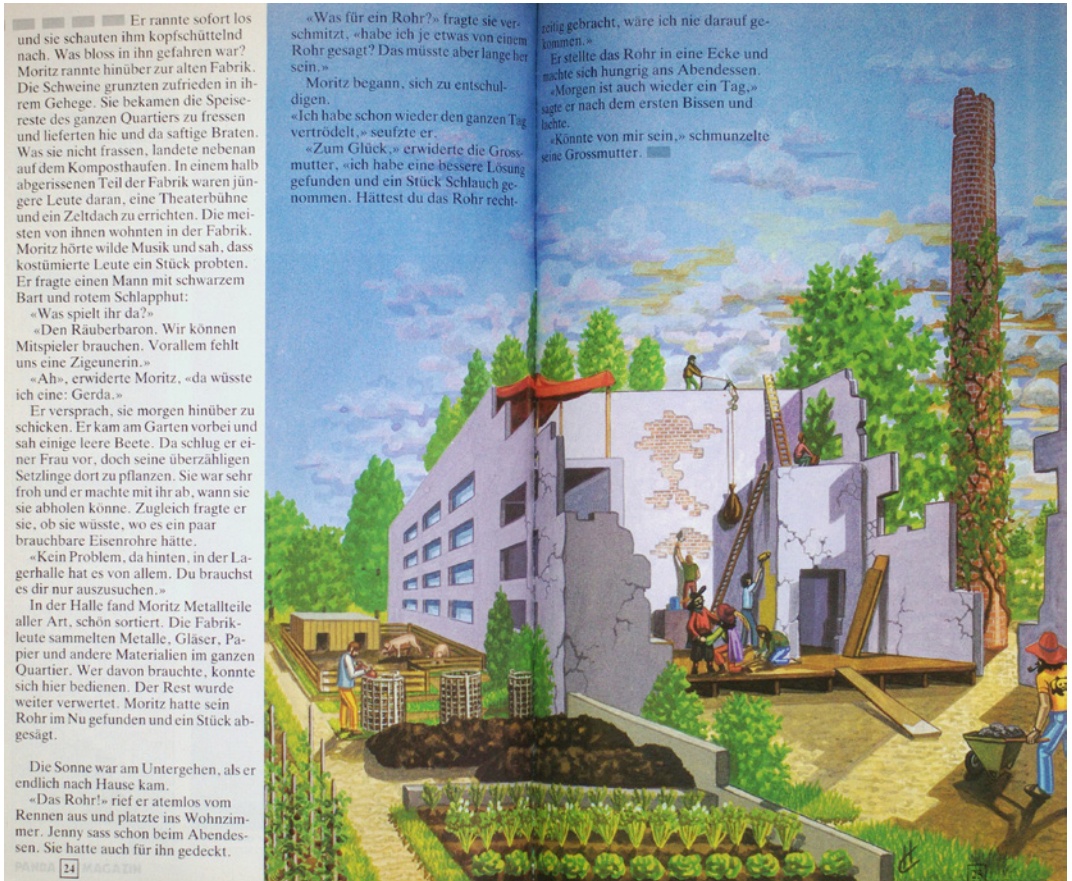 Er rannte sofort los
und sie schauten ihm kopfschüttelnd
nach. Was bloss in ihn gefahren war?
Moritz rannte hinüber zur alten Fabrik.
Die Schweine grunzten zufrieden in ih-
rem Gehege. Sie bekamen die Speise-
reste des ganzen Quartiers zu fressen
und lieferten hie und da saftige Braten.
Was sie nicht frassen, landete nebenan
auf dem Komposthaufen. In einem halb
abgerissenen Teil der Fabrik waren jün-
gere Leute daran, eine Theaterbühne
und ein Zeltdach zu errichten. Die mei-
sten von ihnen wohnten in der Fabrik.
Moritz hörte wilde Musik und sah, dass
kostümierte Leute ein Stück probten.
Er fragte einen Mann mit schwarzem
Bart und rotem Schlapphut:
«Was spielt ihr da?»
«Den Räuberbaron. Wir können
Mitspieler brauchen. Vorallem fehlt
uns eine Zigeunerin.»
«Ah», erwiderte Moritz, «da wüsste
ich eine: Gerda.»
Er versprach, sie morgen hinüber zu
schicken. Er kam am Garten vorbei und
sah einige leere Beete. Da schlug er ei-
ner Frau vor, doch seine überzähligen
Setzlinge dort zu pflanzen. Sie war sehr
froh und er machte mit ihr ab, wann sie
sie abholen könne. Zugleich fragte er
sie, ob sie wüsste, wo es ein paar
brauchbare Eisenrohre hätte.
«Kein Problem, da hinten, in der La-
gerhalle hat es von allem. Du brauchst
es dir nur auszusuchen.»
In der Halle fand Moritz Metallteile
aller Art, schön sortiert. Die Fabrik-
leute sammelten Metalle, Gläser, Pa-
pier und andere Materialien im ganzen
Quartier. Wer davon brauchte, konnte
sich hier bedienen. Der Rest wurde
weiter verwertet. Moritz hatte sein
Rohr im Nu gefunden und ein Stück ab-
gesägt.
Die Sonne war am Untergehen, als er
endlich nach Hause kam.
«Das Rohr!» rief er atemlos vom
Rennen aus und platzte ins Wohnzim-
mer. Jenny sass schon beim Abendes-
sen. Sie hatte auch für ihn gedeckt.
PANDA 24 MAGAZIN
«Was für ein Rohr?» fragte sie ver-
schmitzt, «habe ich je etwas von einem
Rohr gesagt? Das müsste aber lange her
sein.»
Moritz begann, sich zu entschul-
digen.
«Ich habe schon wieder den ganzen Tag
vertrödelt,» seufzte er.
«Zum Glück,» erwiderte die Gross-
mutter, «ich habe eine bessere Lösung
gefunden und ein Stück Schlauch ge-
nommen. Hättest du das Rohr recht-
zeitig gebracht, wäre ich nie darauf ge-
kommen.»
Er stellte das Rohr in eine Ecke und
machte sich hungrig ans Abendessen.
«Morgen ist auch wieder ein Tag,»
sagte er nach dem ersten Bissen und
lachte.
«Könnte von mir sein,» schmunzelte
seine Grossmutter.